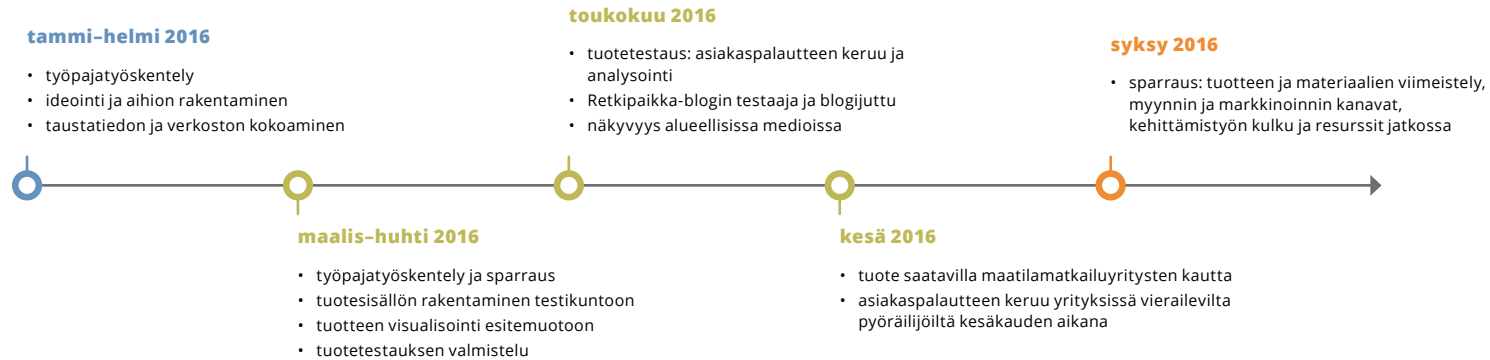 tammi–helmi 2016
• työpajatyöskentely
• ideointi ja aihion rakentaminen
• taustatiedon ja verkoston kokoaminen
maalis–huhti 2016
• työpajatyöskentely ja sparraus
• tuotesisällön rakentaminen testikuntoon
• tuotteen visualisointi esitemuotoon
• tuotetestauksen valmistelu
toukokuu 2016
• tuotetestaus: asiakaspalautteen keruu ja
analysointi
• Retkipaikka-blogin testaaja ja blogijuttu
• näkyvyys alueellisissa medioissa
kesä 2016
• tuote saatavilla maatilamatkailuyritysten kautta
• asiakaspalautteen keruu yrityksissä vierailevilta
pyöräilijöiltä kesäkauden aikana
syksy 2016
• sparraus: tuotteen ja materiaalien viimeistely,
myynnin ja markkinoinnin kanavat,
kehittämistyön kulku ja resurssit jatkossa